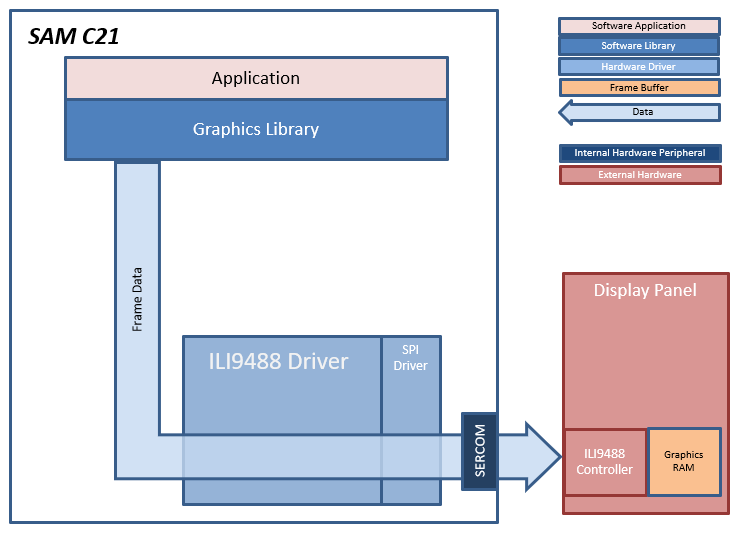 SAM C21
Application
Graphics Library
Frame Data
ILI9488 Driver
SPI
Driver
SERCOM
Software Application
Software Library
Hardware Driver
Frame Buffer
Data
Internal Hardware Peripheral
External Hardware
Display Panel
ILI9488
Controller
Graphics
RAM